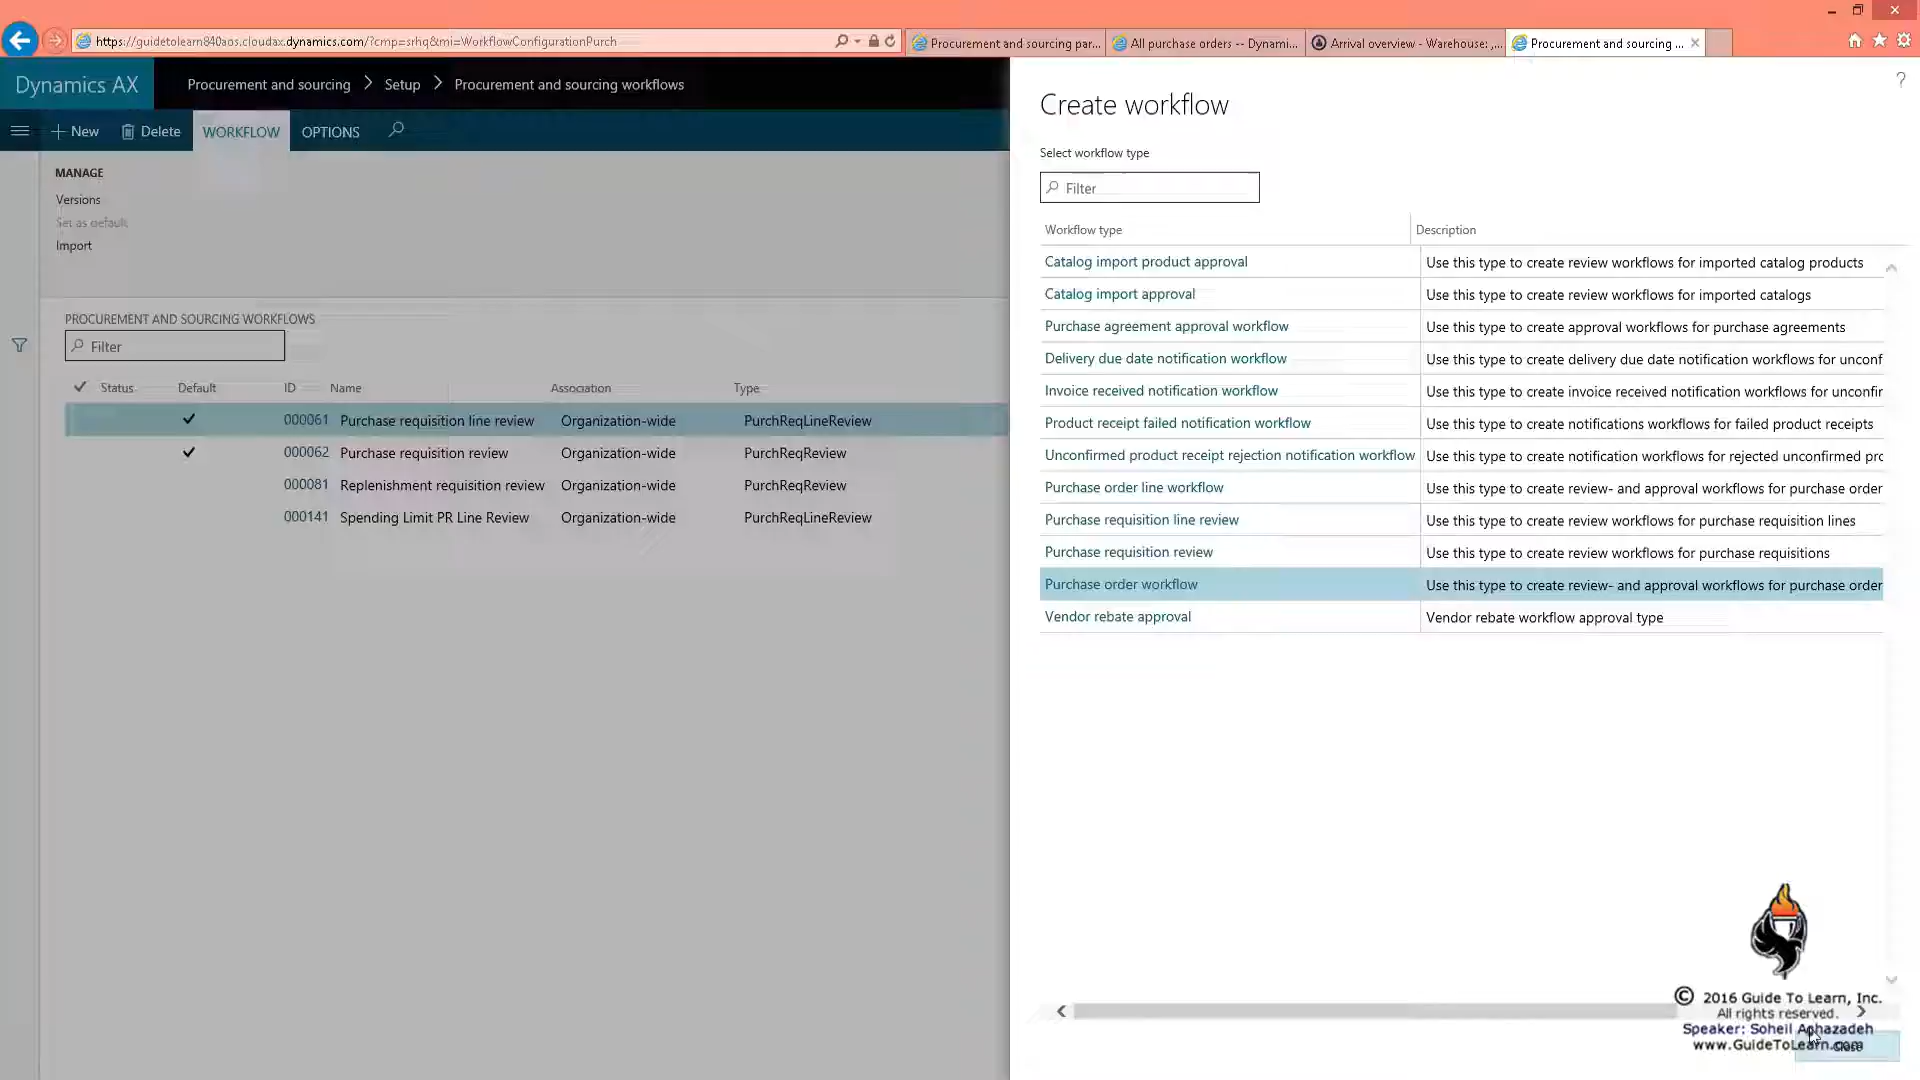 https://guidetolearn840aos.cloudax.dynamics.com/?cmp=srhq&mi=WorkflowConfigurationPurch
Procurement and sourcing par...
All purchase orders -- Dynami...
Arrival overview - Warehouse: ,...
Procurement and sourcing ...
Dynamics AX
Procurement and sourcing > Setup > Procurement and sourcing workflows
New Delete WORKFLOW OPTIONS
MANAGE
Versions
Set as default
Import
PROCUREMENT AND SOURCING WORKFLOWS
Filter
Status Default ID Name Association Type
000061 Purchase requisition line review Organization-wide PurchReqLineReview
000062 Purchase requisition review Organization-wide PurchReqReview
000081 Replenishment requisition review Organization-wide PurchReqReview
000141 Spending Limit PR Line Review Organization-wide PurchReqLineReview
?
Create workflow
Select workflow type
Filter
Workflow type Description
Catalog import product approval Use this type to create review workflows for imported catalog products
Catalog import approval Use this type to create review workflows for imported catalogs
Purchase agreement approval workflow Use this type to create approval workflows for purchase agreements
Delivery due date notification workflow Use this type to create delivery due date notification workflows for unconf
Invoice received notification workflow Use this type to create invoice received notification workflows for unconfir
Product receipt failed notification workflow Use this type to create notifications workflows for failed product receipts
Unconfirmed product receipt rejection notification workflow Use this type to create notification workflows for rejected unconfirmed prc
Purchase order line workflow Use this type to create review- and approval workflows for purchase order
Purchase requisition line review Use this type to create review workflows for purchase requisition lines
Purchase requisition review Use this type to create review workflows for purchase requisitions
Purchase order workflow Use this type to create review- and approval workflows for purchase order
Vendor rebate approval Vendor rebate workflow approval type
© 2016 Guide To Learn, Inc.
All rights reserved.
Speaker: Soheil Aghazadeh
www.GuideToLearn.com
Close